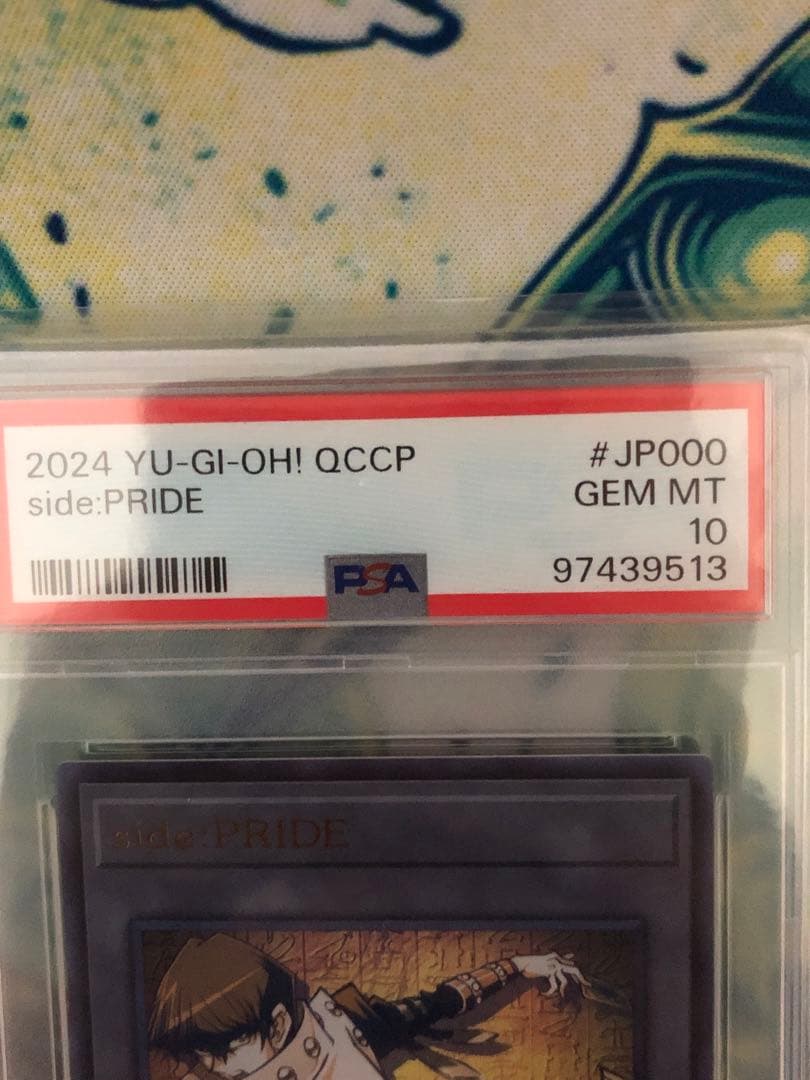 2024 YU-GI-OH! QCCP #JP000
side:PRIDE GEM MT
10
PSA 97439513
side:PRIDE